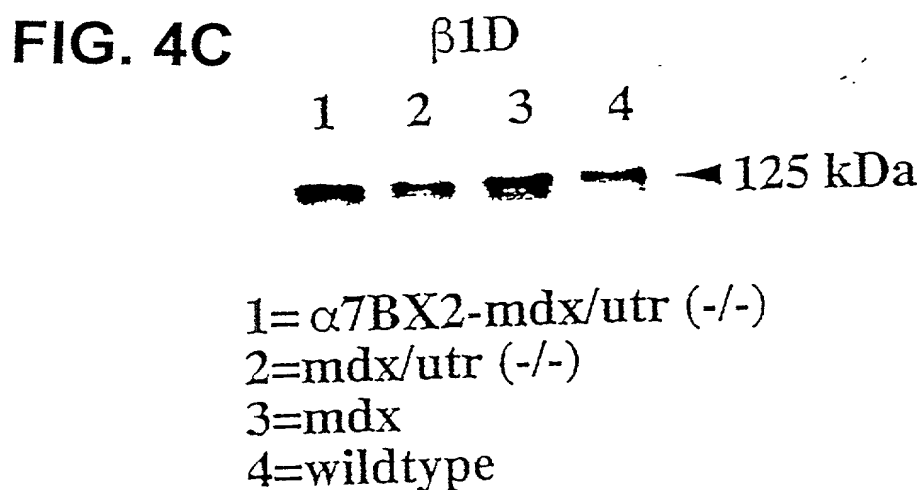 FIG. 4C
β1D
1 2 3 4
125 kDa
1= α7BX2-mdx/utr (-/-)
2=mdx/utr (-/-)
3=mdx
4=wildtype